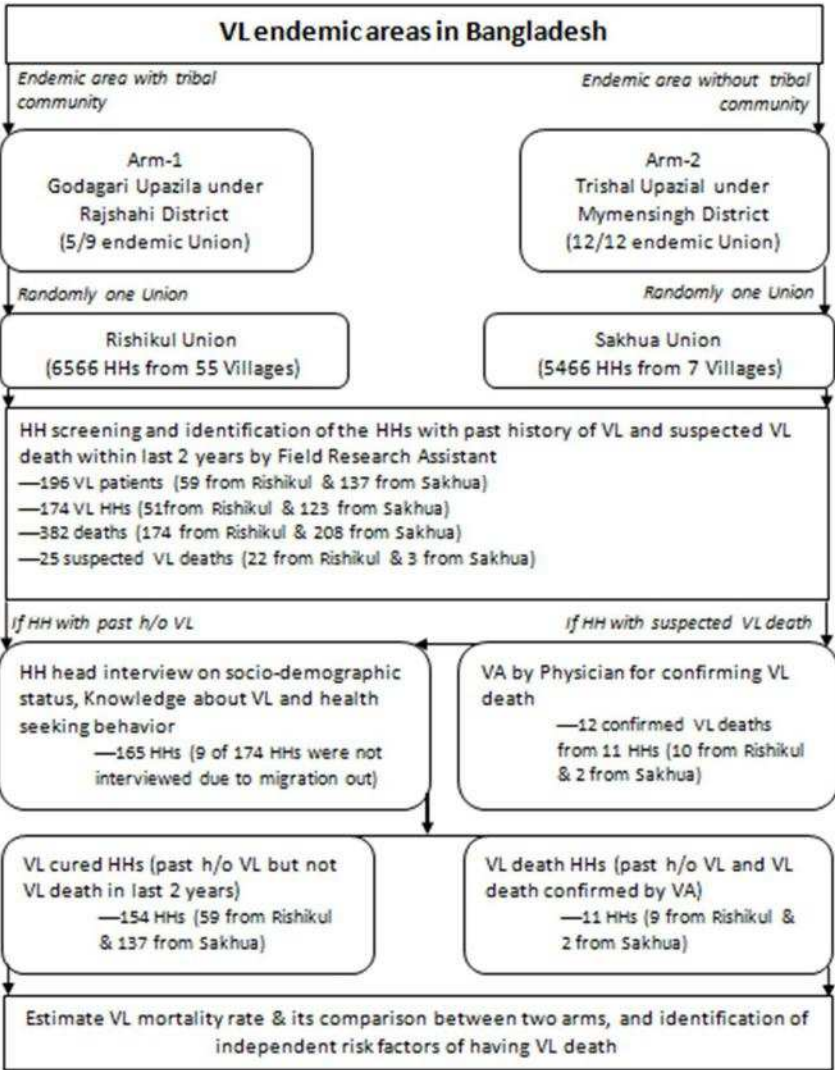 VL endemic areas in Bangladesh
Endemic area with tribal
community
Endemic area without tribal
community
Arm-1
Godagari Upazila under
Rajshahi District
(5/9 endemic Union)
Arm-2
Trishal Upazial under
Mymensingh District
(12/12 endemic Union)
Randomly one Union
Randomly one Union
Rishikul Union
(6566 HHs from 55 Villages)
Sakhua Union
(5466 HHs from 7 Villages)
HH screening and identification of the HHs with past history of VL and suspected VL
death within last 2 years by Field Research Assistant
—196 VL patients (59 from Rishikul & 137 from Sakhua)
—174 VL HHs (51from Rishikul & 123 from Sakhua)
—382 deaths (174 from Rishikul & 208 from Sakhua)
—25 suspected VL deaths (22 from Rishikul & 3 from Sakhua)
If HH with past h/o VL
If HH with suspected VL death
HH head interview on socio-demographic
status, Knowledge about VL and health
seeking behavior
—165 HHs (9 of 174 HHs were not
interviewed due to migration out)
VA by Physician for confirming VL
death
—12 confirmed VL deaths
from 11 HHs (10 from Rishikul
& 2 from Sakhua)
VL cured HHs (past h/o VL but not
VL death in last 2 years)
—154 HHs (59 from Rishikul
& 137 from Sakhua)
VL death HHs (past h/o VL and VL
death confirmed by VA)
—11 HHs (9 from Rishikul &
2 from Sakhua)
Estimate VL mortality rate & its comparison between two arms, and identification of
independent risk factors of having VL death